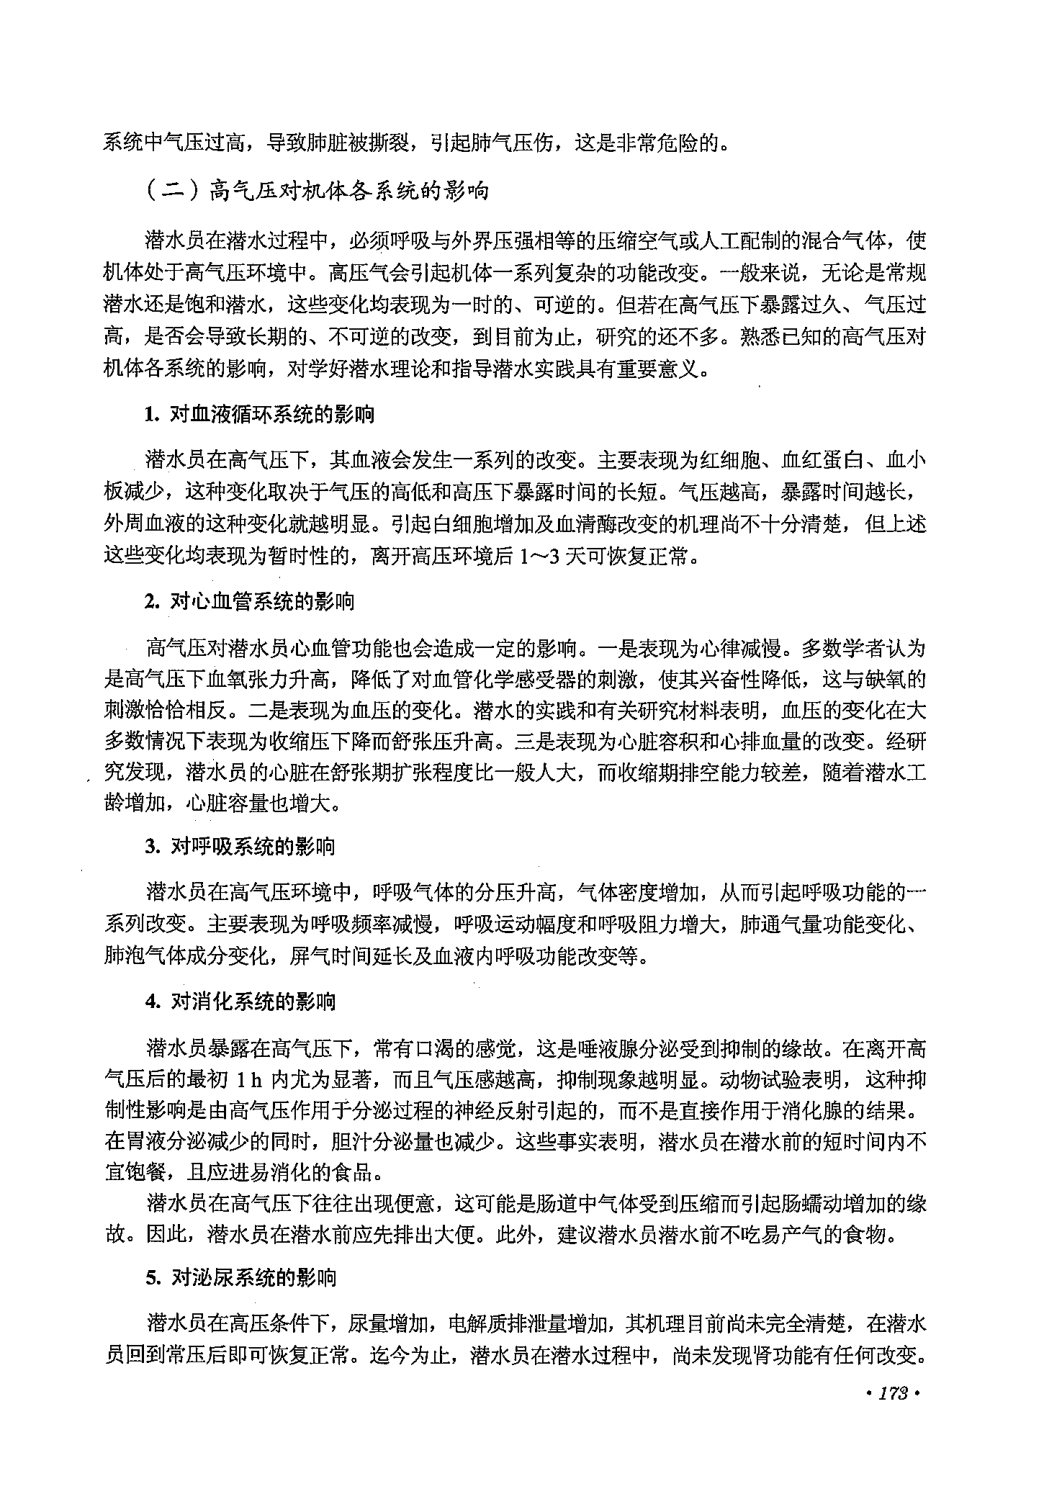 系统中气压过高，导致肺脏被撕裂，引起肺气压伤，这是非常危险的。
（二）高气压对机体各系统的影响
潜水员在潜水过程中，必须呼吸与外界压强相等的压缩空气或人工配制的混合气体，使
机体处于高气压环境中。高压气会引起机体一系列复杂的功能改变。一般来说，无论是常规
潜水还是饱和潜水，这些变化均表现为一时的、可逆的。但若在高气压下暴露过久、气压过
高，是否会导致长期的、不可逆的改变，到目前为止，研究的还不多。熟悉已知的高气压对
机体各系统的影响，对学好潜水理论和指导潜水实践具有重要意义。
1. 对血液循环系统的影响
潜水员在高气压下，其血液会发生一系列的改变。主要表现为红细胞、血红蛋白、血小
板减少，这种变化取决于气压的高低和高压下暴露时间的长短。气压越高，暴露时间越长，
外周血液的这种变化就越明显。引起白细胞增加及血清酶改变的机理尚不十分清楚，但上述
这些变化均表现为暂时性的，离开高压环境后 1～3 天可恢复正常。
2. 对心血管系统的影响
高气压对潜水员心血管功能也会造成一定的影响。一是表现为心律减慢。多数学者认为
是高气压下血氧张力升高，降低了对血管化学感受器的刺激，使其兴奋性降低，这与缺氧的
刺激恰恰相反。二是表现为血压的变化。潜水的实践和有关研究材料表明，血压的变化在大
多数情况下表现为收缩压下降而舒张压升高。三是表现为心脏容积和心排血量的改变。经研
究发现，潜水员的心脏在舒张期扩张程度比一般人大，而收缩期排空能力较差，随着潜水工
龄增加，心脏容量也增大。
3. 对呼吸系统的影响
潜水员在高气压环境中，呼吸气体的分压升高，气体密度增加，从而引起呼吸功能的一
系列改变。主要表现为呼吸频率减慢，呼吸运动幅度和呼吸阻力增大，肺通气量功能变化、
肺泡气体成分变化，屏气时间延长及血液内呼吸功能改变等。
4. 对消化系统的影响
潜水员暴露在高气压下，常有口渴的感觉，这是唾液腺分泌受到抑制的缘故。在离开高
气压后的最初 1 h 内尤为显著，而且气压感越高，抑制现象越明显。动物试验表明，这种抑
制性影响是由高气压作用于分泌过程的神经反射引起的，而不是直接作用于消化腺的结果。
在胃液分泌减少的同时，胆汁分泌量也减少。这些事实表明，潜水员在潜水前的短时间内不
宜饱餐，且应进易消化的食品。
潜水员在高气压下往往出现便意，这可能是肠道中气体受到压缩而引起肠蠕动增加的缘
故。因此，潜水员在潜水前应先排出大便。此外，建议潜水员潜水前不吃易产气的食物。
5. 对泌尿系统的影响
潜水员在高压条件下，尿量增加，电解质排泄量增加，其机理目前尚未完全清楚，在潜水
员回到常压后即可恢复正常。迄今为止，潜水员在潜水过程中，尚未发现肾功能有任何改变。
·173·